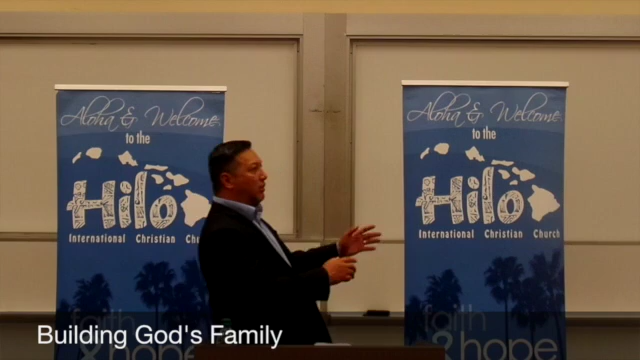 Aloha & Welcome
to the
Hilo
International Christian Chur
faith
& hope
Aloha & Welcome
to the
Hilo
International Christian Church
faith
& hope
Building God's Family